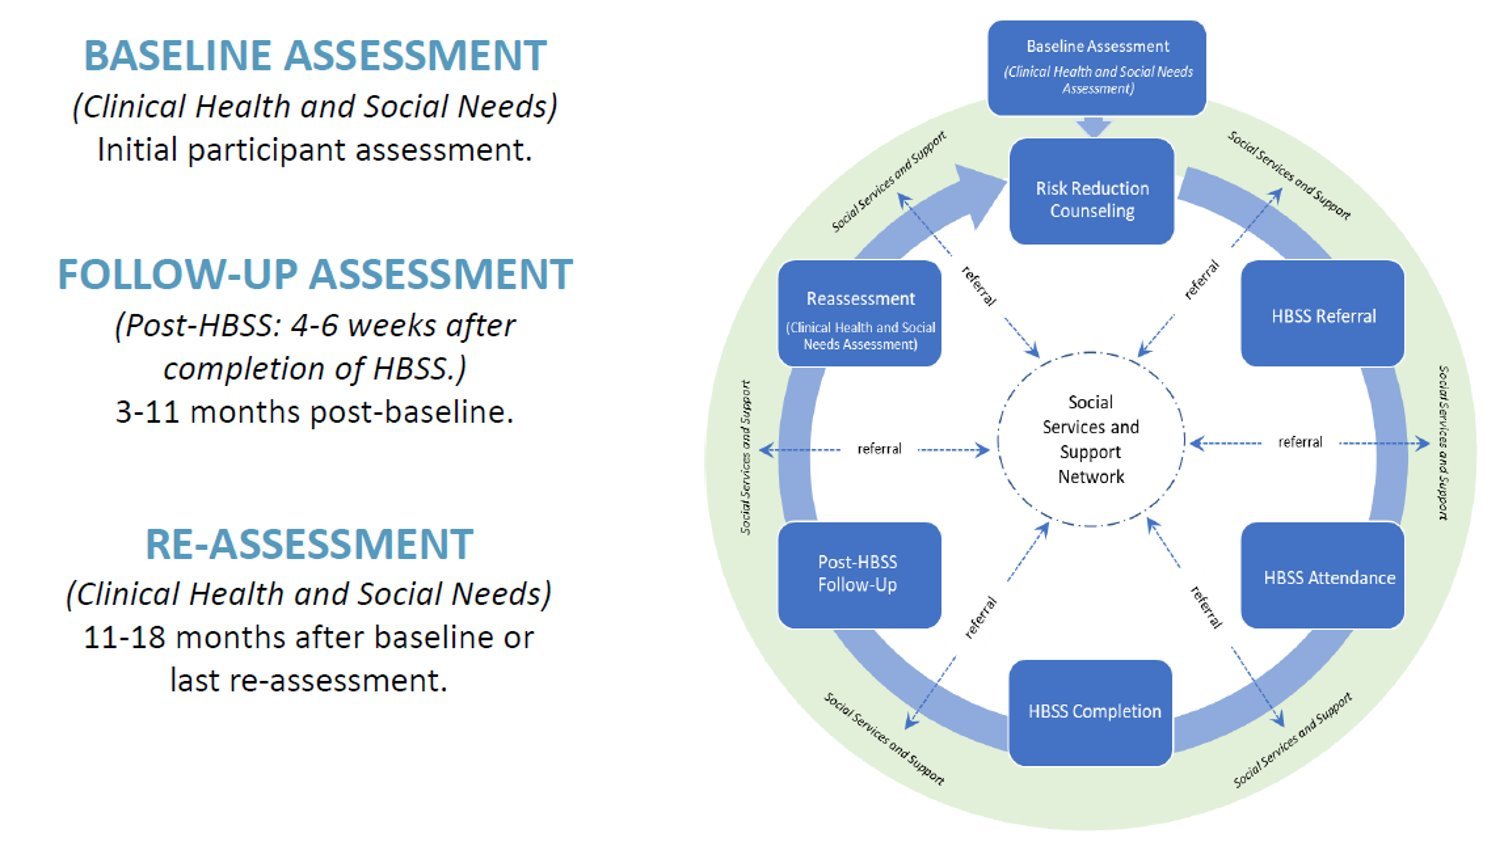 BASELINE ASSESSMENT
(Clinical Health and Social Needs)
Initial participant assessment.
FOLLOW-UP ASSESSMENT
(Post-HBSS: 4-6 weeks after
completion of HBSS.)
3-11 months post-baseline.
RE-ASSESSMENT
(Clinical Health and Social Needs)
11-18 months after baseline or
last re-assessment.
Baseline Assessment
(Clinical Health and Social Needs
Assessment)
Risk Reduction
Counseling
Social Services and Support
referral
HBSS Referral
Social Services and Support
referral
HBSS Attendance
Social Services and Support
referral
HBSS Completion
Social Services and Support
referral
Post-HBSS
Follow-Up
Social Services and Support
referral
Reassessment
(Clinical Health and Social
Needs Assessment)
Social Services and Support
referral
Social
Services and
Support
Network